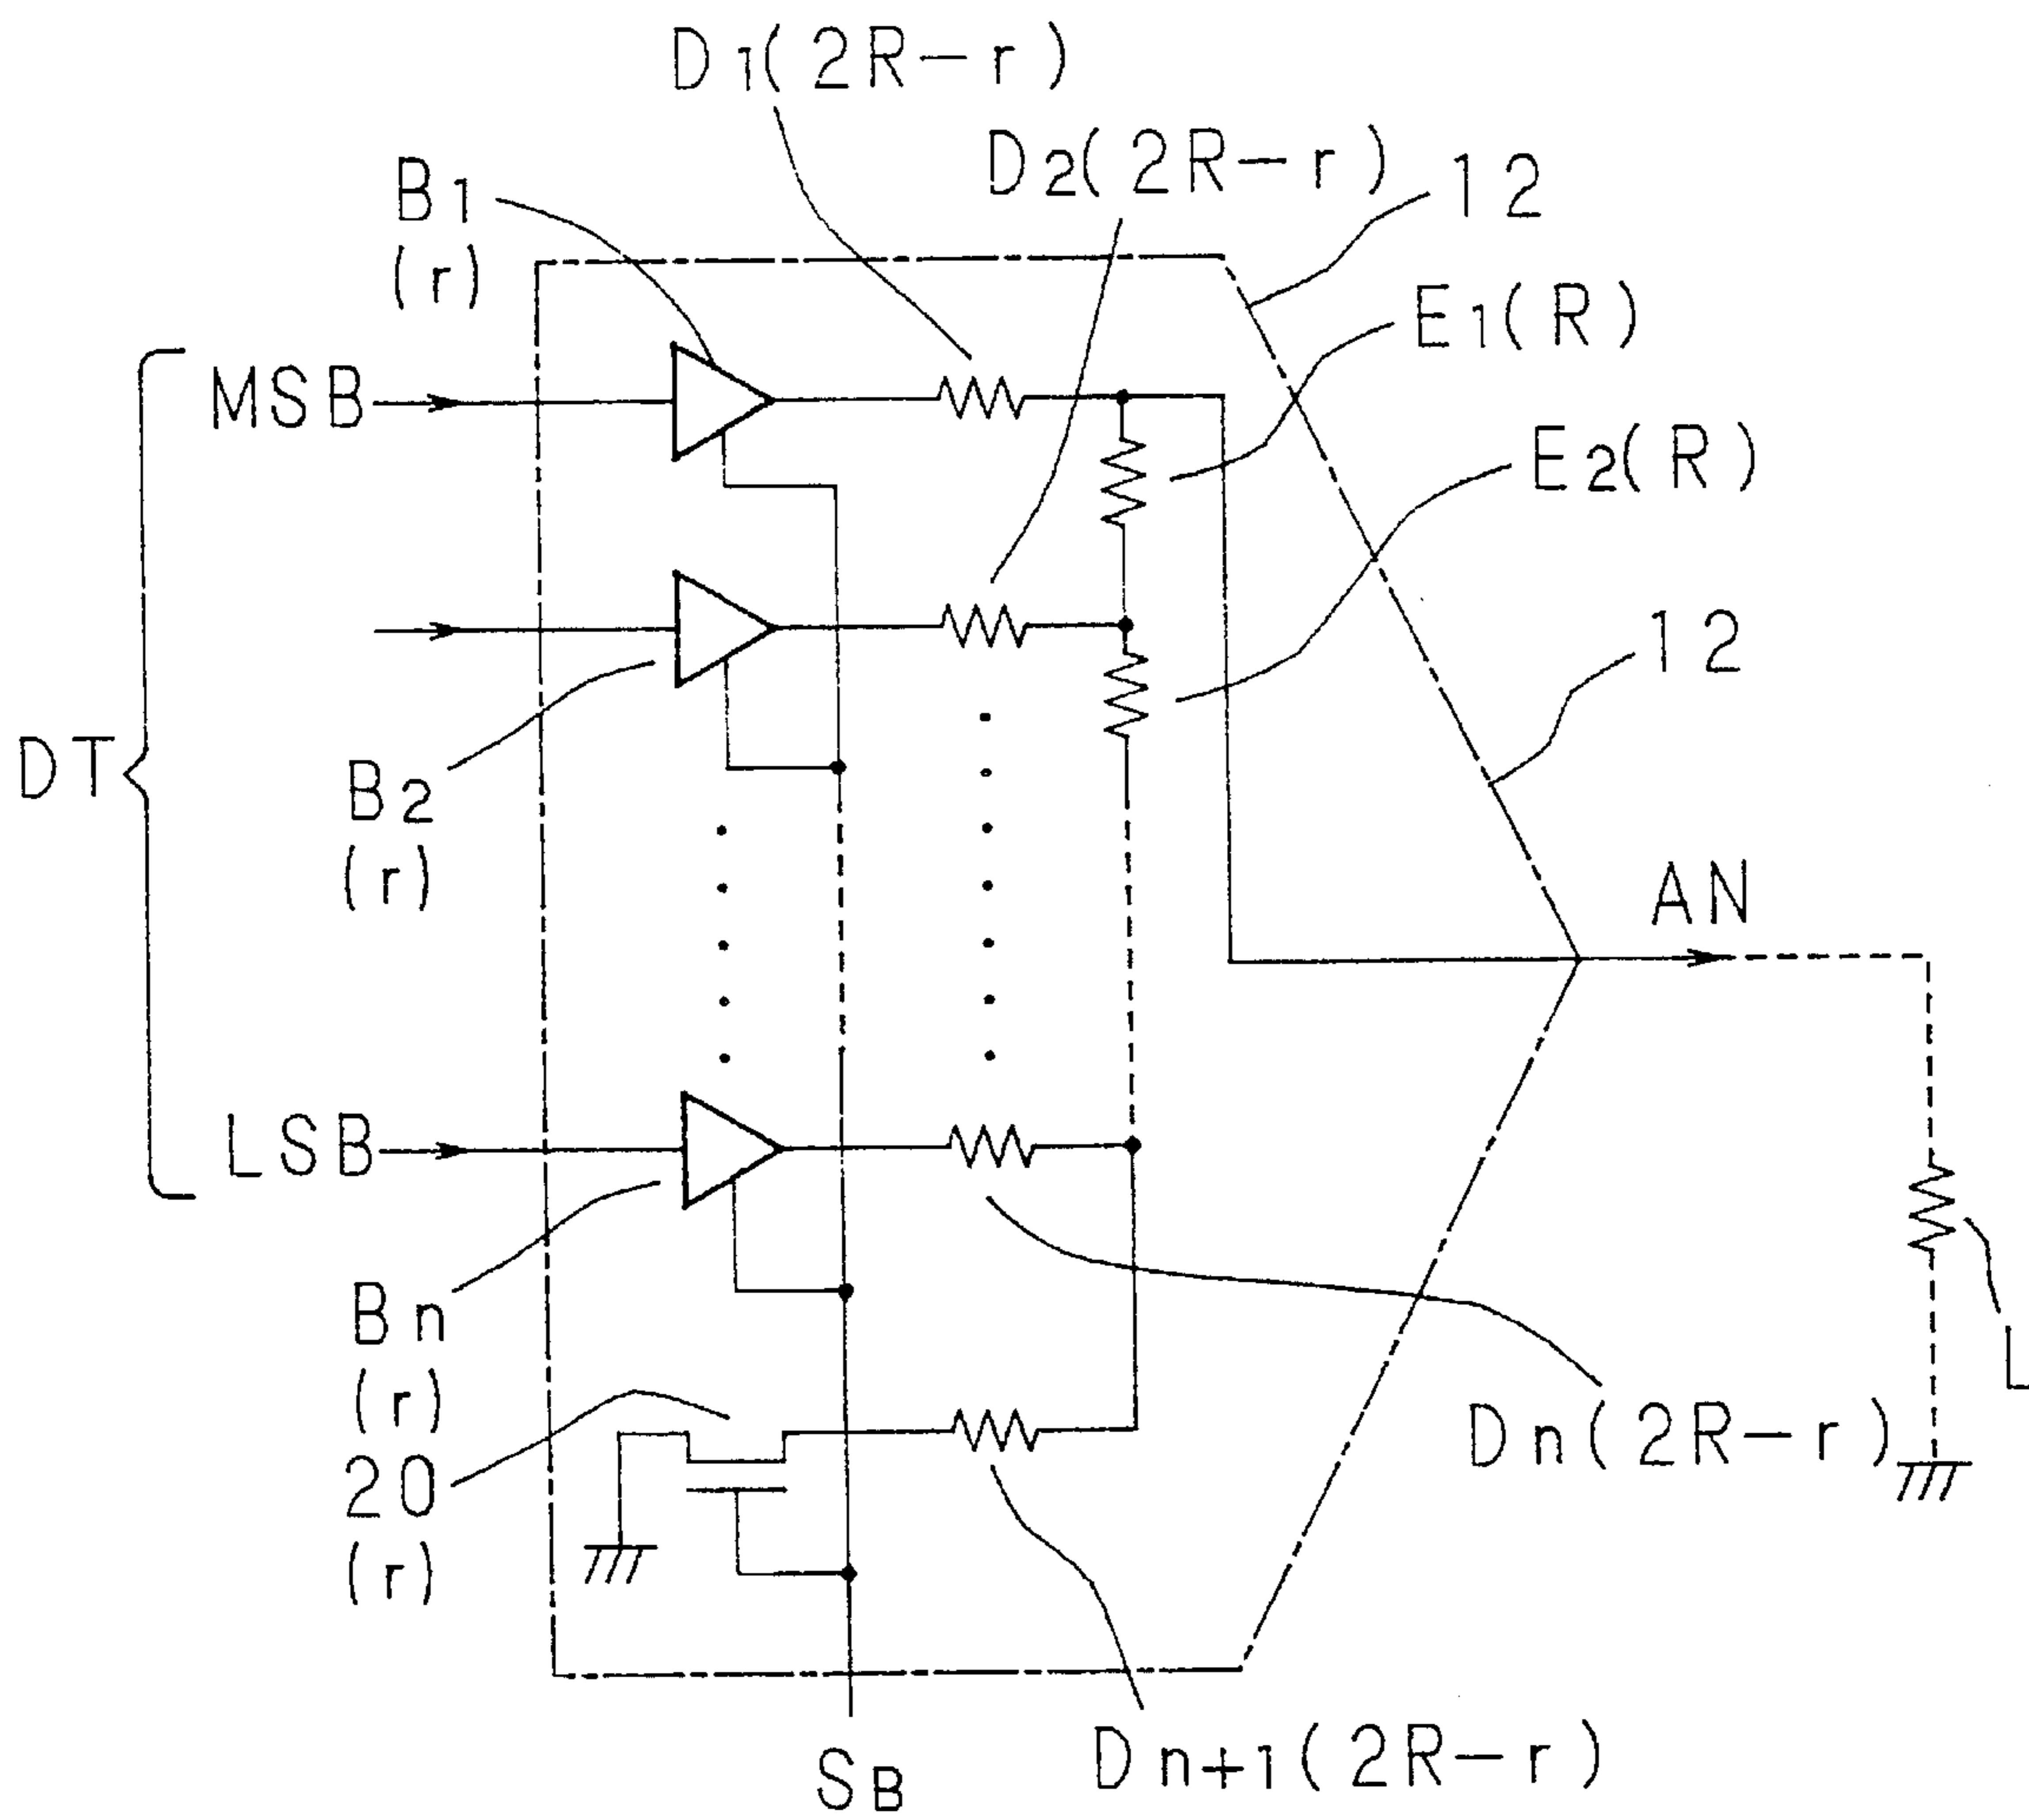 D1(2R-r)
D2(2R-r)
12
B1
(r)
E1(R)
MSB
E2(R)
12
DT
B2
(r)
AN
LSB
Bn
(r)
L
Dn(2R-r)
20
(r)
Dn+1(2R-r)
SB